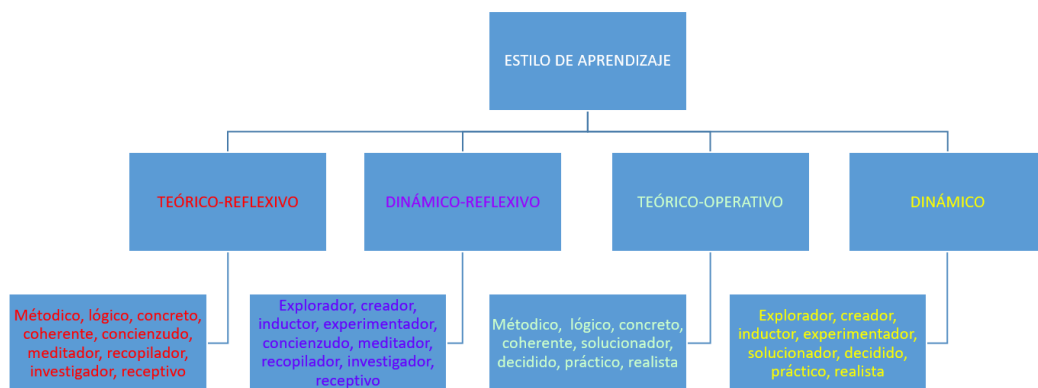 ESTILO DE APRENDIZAJE
TEÓRICO-REFLEXIVO
DINÁMICO-REFLEXIVO
TEÓRICO-OPERATIVO
DINÁMICO
Métodico, lógico, concreto,
coherente, concienzudo,
meditador, recopilador,
investigador, receptivo
Explorador, creador,
inductor, experimentador,
concienzudo, meditador,
recopilador, investigador,
receptivo
Métodico, lógico, concreto,
coherente, solucionador,
decidido, práctico, realista
Explorador, creador,
inductor, experimentador,
solucionador, decidido,
práctico, realista